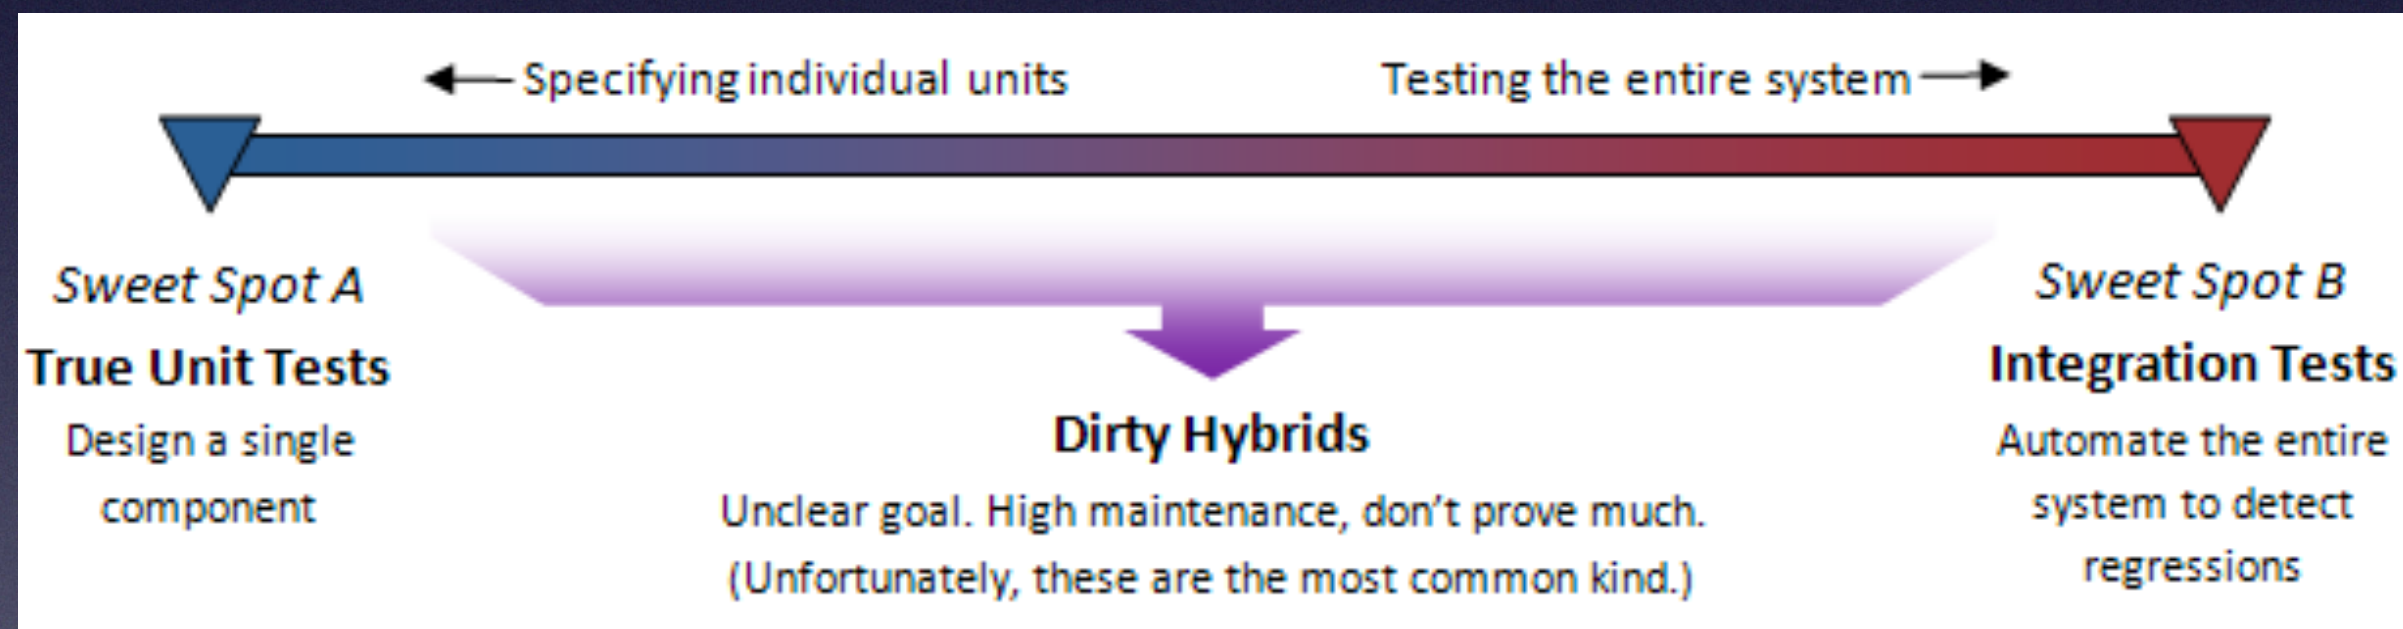 Specifying individual units
Testing the entire system
Sweet Spot A
True Unit Tests
Design a single
component
Dirty Hybrids
Unclear goal. High maintenance, don’t prove much.
(Unfortunately, these are the most common kind.)
Sweet Spot B
Integration Tests
Automate the entire
system to detect
regressions